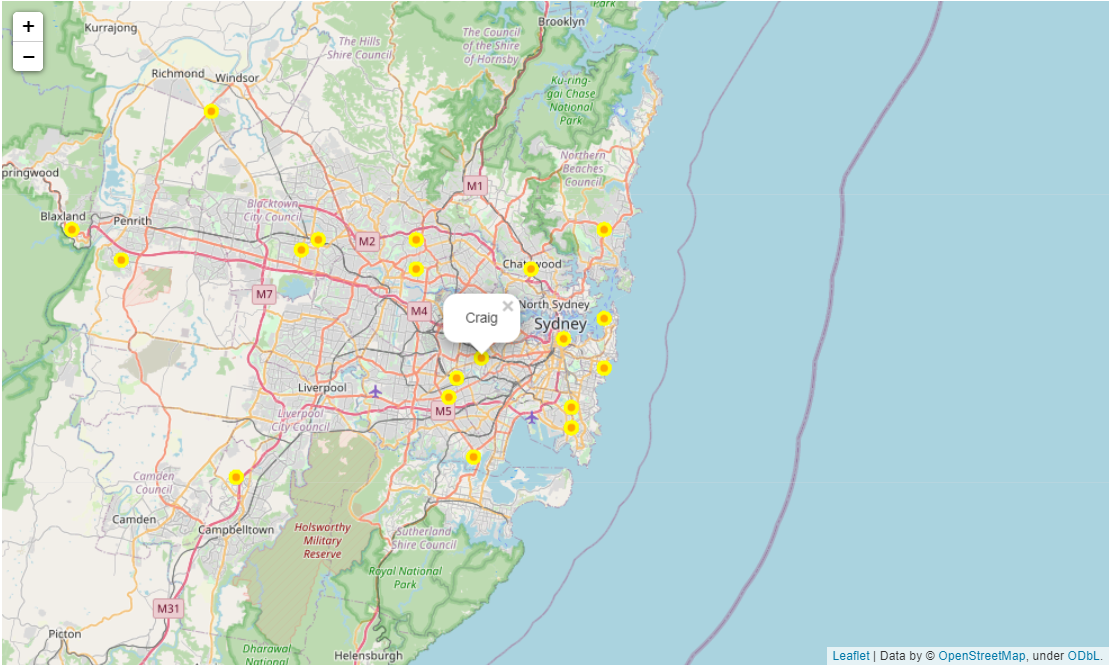 +
−
Kurrajong
Brooklyn
Park
The Hills
Shire Council
The Council
of the Shire
of Hornsby
Richmond
Windsor
Ku-ring-
gai Chase
National
Park
Northern
Beaches
Council
pringwood
M1
Blacktown
City Council
Blaxland
Penrith
M2
Chatswood
M7
M4
North Sydney
Craig
×
Sydney
Liverpool
M5
Liverpool
City Council
Camden
Council
Camden
Campbelltown
Holsworthy
Military
Reserve
Sutherland
Shire Council
Royal National
Park
M31
Picton
Dharawal
National
Helensburgh
Leaflet | Data by © OpenStreetMap, under ODbL.